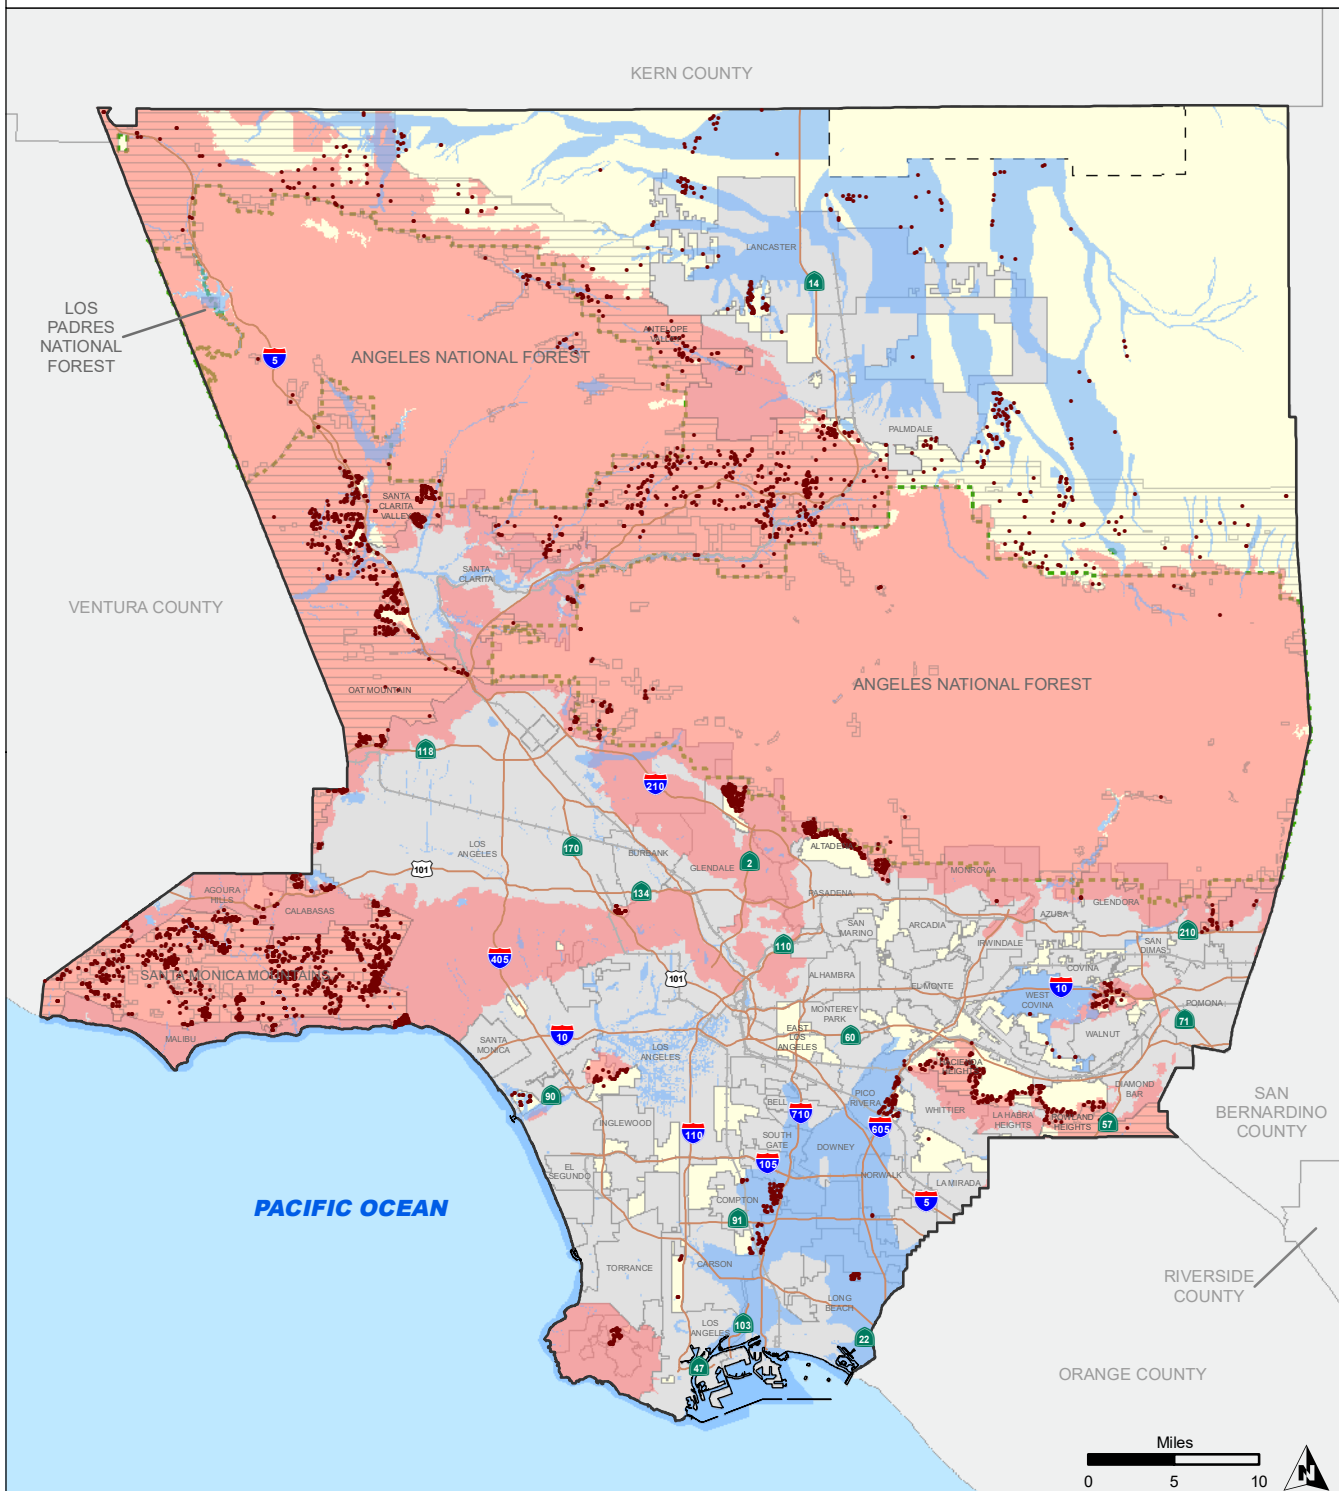 KERN COUNTY
LANCASTER
14
LOS
PADRES
NATIONAL
FOREST
ANTELOPE
VALLEY
5
ANGELES NATIONAL FOREST
PALMDALE
SANTA
CLARITA
VALLEY
SANTA
CLARITA
VENTURA COUNTY
OAT MOUNTAIN
ANGELES NATIONAL FOREST
118
210
LOS
ANGELES
170
BURBANK
ALTADENA
101
GLENDALE
2
MONROVIA
134
PASADENA
AGOURA
HILLS
CALABASAS
GLENDORA
AZUSA
SAN
MARINO
ARCADIA
210
110
IRWINDALE
SAN
DIMAS
405
SANTA MONICA MOUNTAINS
101
ALHAMBRA
COVINA
EL MONTE
10
WEST
COVINA
POMONA
MONTEREY
PARK
71
MALIBU
SANTA
MONICA
10
LOS
ANGELES
EAST
LOS
ANGELES
60
WALNUT
HACIENDA
HEIGHTS
DIAMOND
BAR
90
BELL
PICO
RIVERA
710
WHITTIER
LA HABRA
HEIGHTS
ROWLAND
HEIGHTS
57
SAN
BERNARDINO
COUNTY
INGLEWOOD
110
SOUTH
GATE
605
DOWNEY
105
EL
SEGUNDO
NORWALK
LA MIRADA
COMPTON
5
PACIFIC OCEAN
91
TORRANCE
CARSON
RIVERSIDE
COUNTY
LONG
BEACH
LOS
ANGELES
103
22
47
ORANGE COUNTY
Miles
0 5 10
N